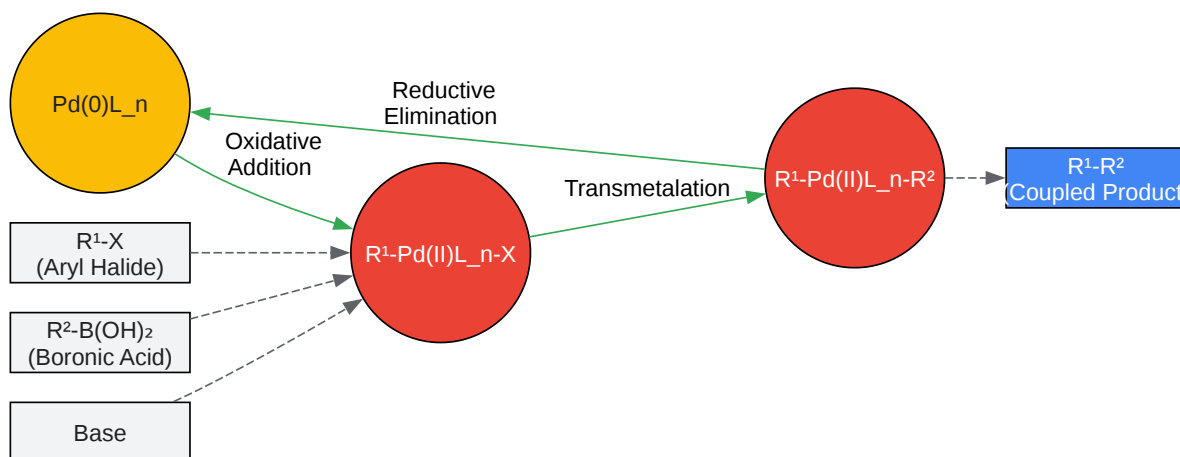 Pd(0)L_n
Reductive
Elimination
Oxidative
Addition
R¹-Pd(II)L_n-X
Transmetalation
R¹-Pd(II)L_n-R²
R¹-R²
(Coupled Product
R¹-X
(Aryl Halide)
R²-B(OH)₂
(Boronic Acid)
Base